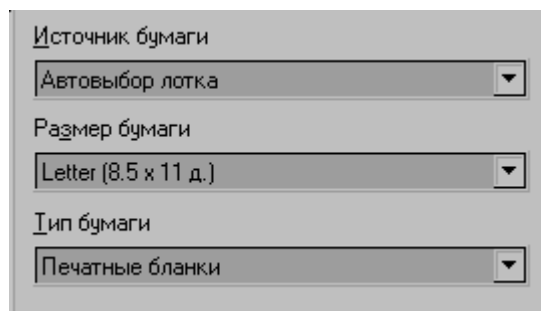 Источник бумаги
Автовыбор лотка
Размер бумаги
Letter (8.5 x 11 д.)
Тип бумаги
Печатные бланки